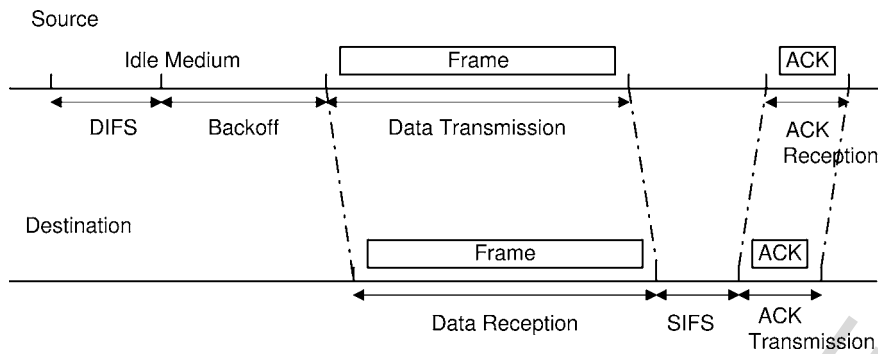 Source
Idle Medium
Frame
ACK
DIFS
Backoff
Data Transmission
ACK
Reception
Destination
Frame
ACK
Data Reception
SIFS
ACK
Transmission